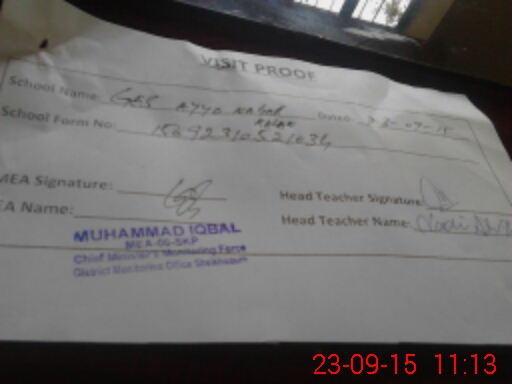 VISIT PROOF
School Name: GES AYYA NAGAR Dated: 23-09-15
KALAN
School Form No.
MEA Signature:
Head Teacher Signature
MEA Name:
Head Teacher Name:
MUHAMMAD IQBAL
MEA-06-SKP
Chief Minister's Monitoring Force
District Monitoring Office Sheikhupura
23-09-15 11:13